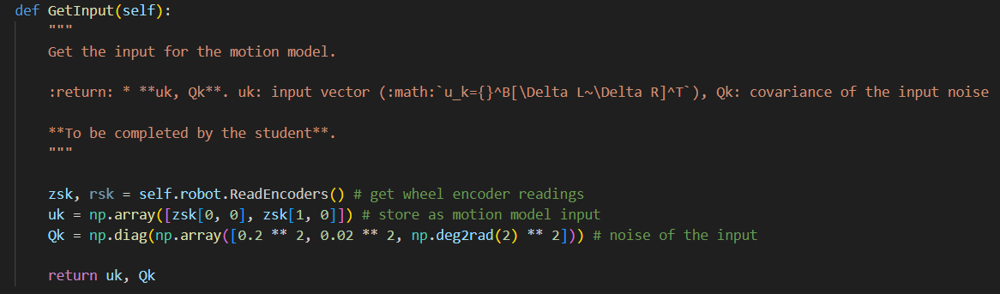 def GetInput(self):
"""
Get the input for the motion model.
:return: * **uk, Qk**. uk: input vector (:math:`u_k={}^B[\Delta L~\Delta R]^T`), Qk: covariance of the input noise
**To be completed by the student**.
"""
zsk, rsk = self.robot.ReadEncoders() # get wheel encoder readings
uk = np.array([zsk[0, 0], zsk[1, 0]]) # store as motion model input
Qk = np.diag(np.array([0.2 ** 2, 0.02 ** 2, np.deg2rad(2) ** 2])) # noise of the input
return uk, Qk